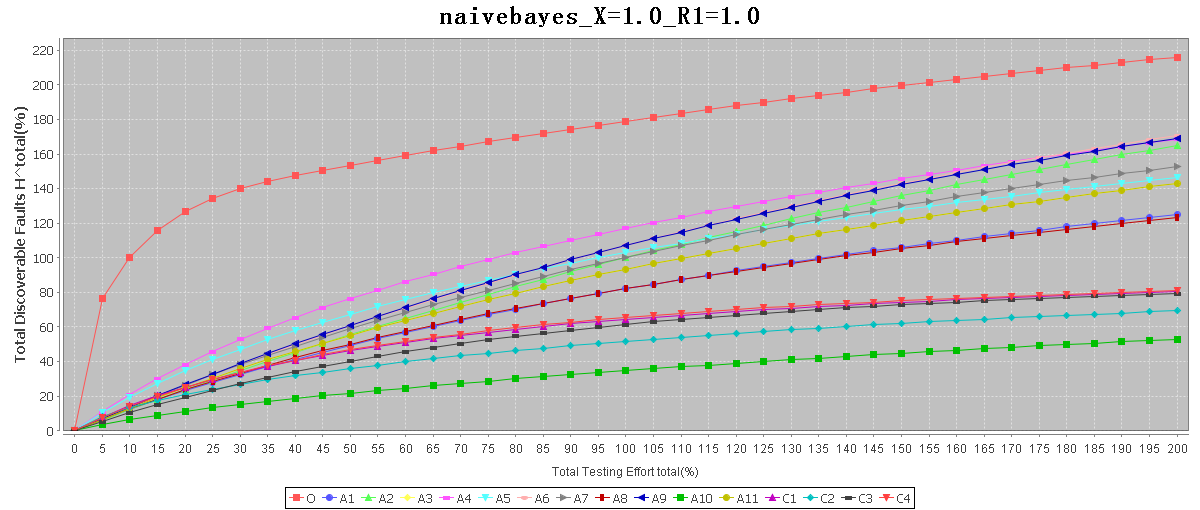 naivebayes_X=1.0_R1=1.0
Total Discoverable Faults H^total(%)
220
200
180
160
140
120
100
80
60
40
20
0
0 5 10 15 20 25 30 35 40 45 50 55 60 65 70 75 80 85 90 95 100 105 110 115 120 125 130 135 140 145 150 155 160 165 170 175 180 185 190 195 200
Total Testing Effort total(%)
O A1 A2 A3 A4 A5 A6 A7 A8 A9 A10 A11 C1 C2 C3 C4